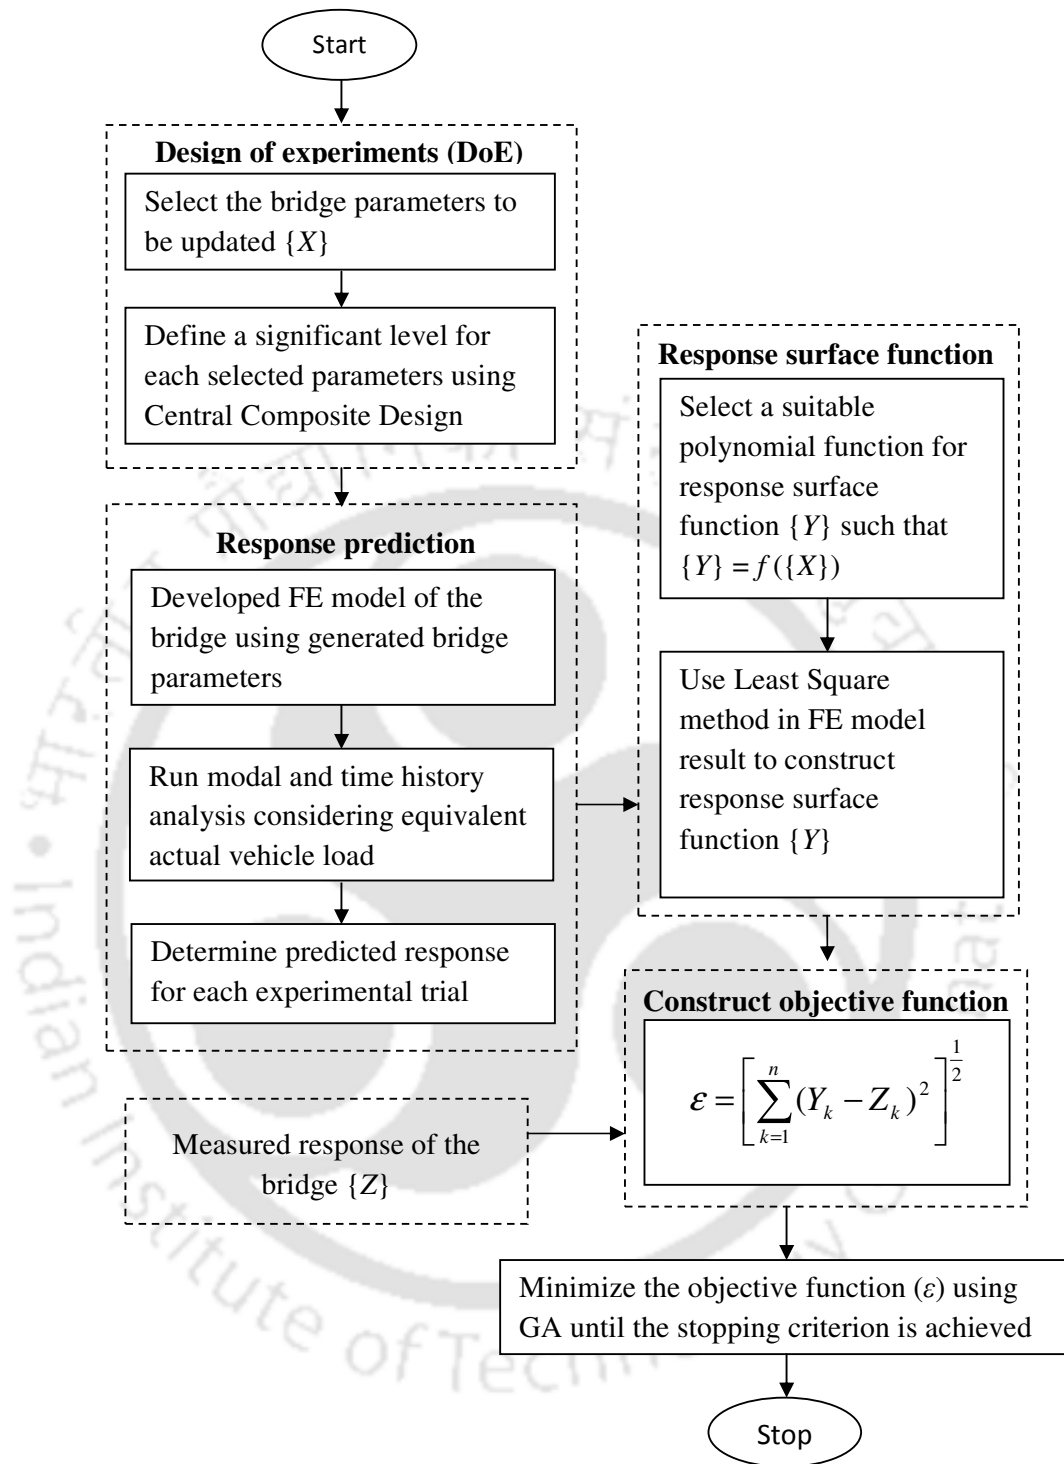 Start
Design of experiments (DoE)
Select the bridge parameters to
be updated {X}
Define a significant level for
each selected parameters using
Central Composite Design
Response prediction
Developed FE model of the
bridge using generated bridge
parameters
Run modal and time history
analysis considering equivalent
actual vehicle load
Determine predicted response
for each experimental trial
Response surface function
Select a suitable
polynomial function for
response surface
function {Y} such that
{Y} = f ({X})
Use Least Square
method in FE model
result to construct
response surface
function {Y}
Measured response of the
bridge {Z}
Construct objective function
ε = [∑_{k=1}^{n} (Y_k − Z_k)^2]^{1/2}
Minimize the objective function (ε) using
GA until the stopping criterion is achieved
Stop
Indian Institute of Technology